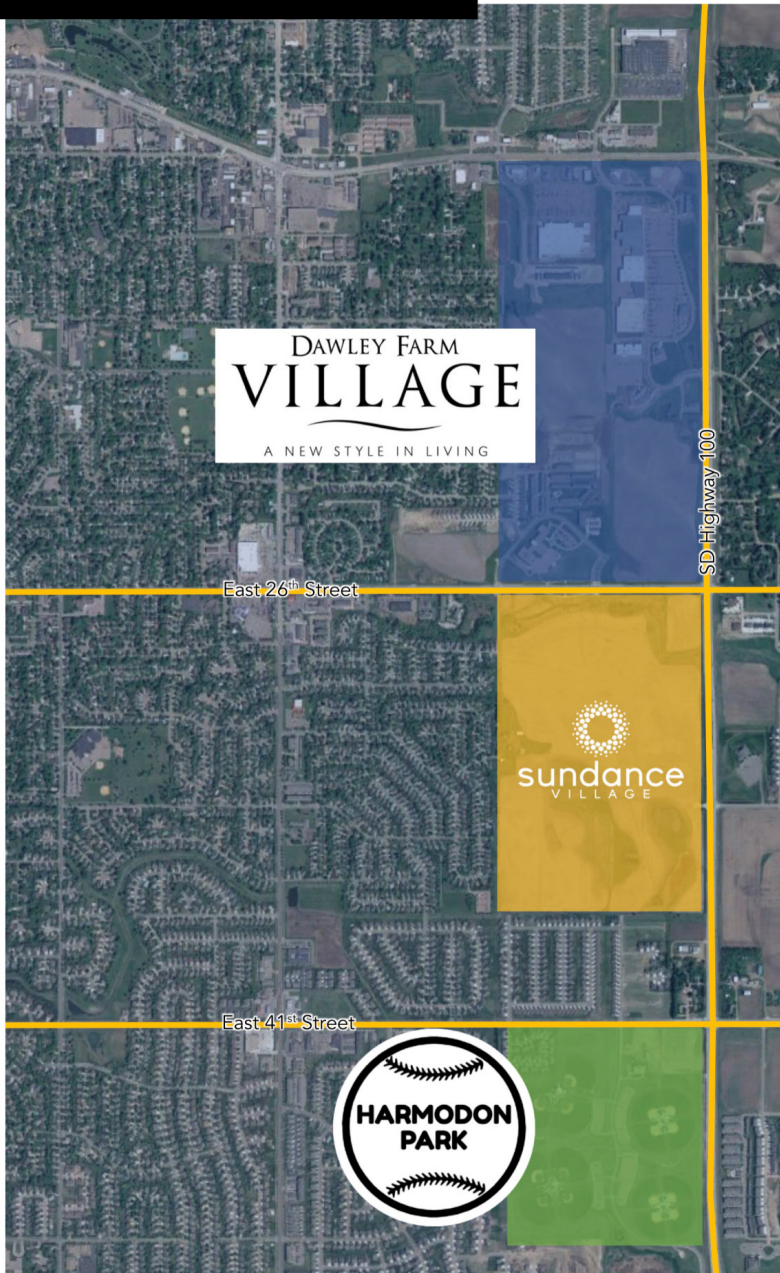 DAWLEY FARM
VILLAGE
A NEW STYLE IN LIVING
SD Highway 100
East 26th Street
sundance
VILLAGE
East 41st Street
HARMODON
PARK